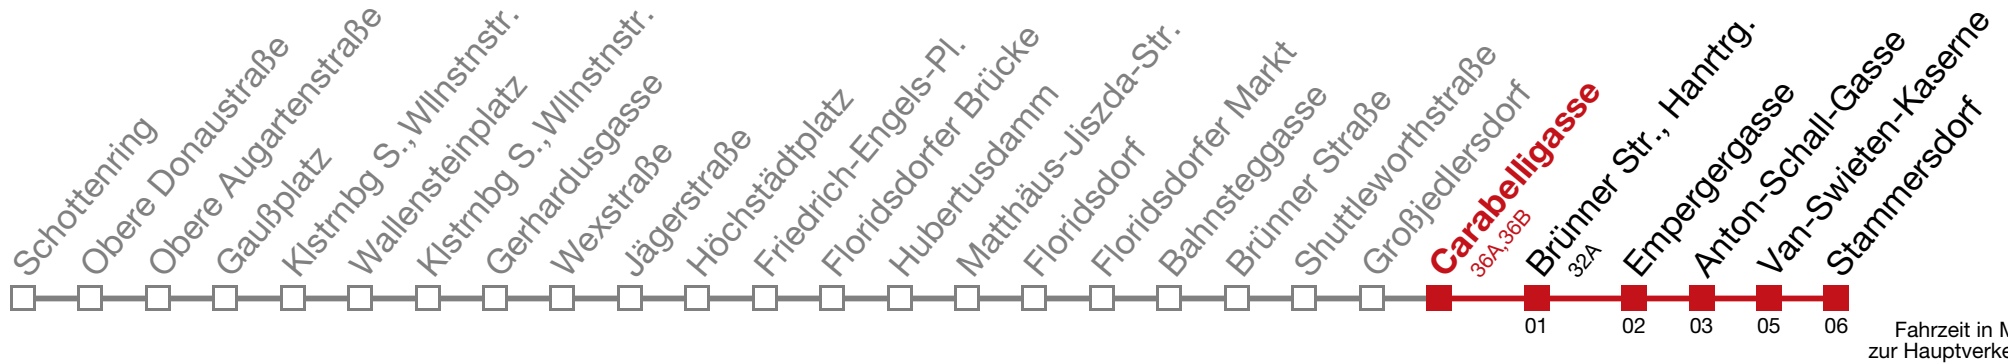 Schottenring
Obere Donaustraße
Obere Augartenstraße
Gaußplatz
Klstrnbg S., Wllnstnstr.
Wallensteinplatz
Klstrnbg S., Wllnstnstr.
Gerhardusgasse
Wexstraße
Jägerstraße
Höchstädtplatz
Friedrich-Engels-Pl.
Floridsdorfer Brücke
Hubertusdamm
Matthäus-Jiszda-Str.
Floridsdorf
Floridsdorfer Markt
Bahnsteggasse
Brünner Straße
Shuttleworthstraße
Großjedlersdorf
Carabelligasse
36A,36B
Brünner Str., Hanrtrg.
32A
Empergergasse
Anton-Schall-Gasse
Van-Swieten-Kaserne
Stammersdorf
01 02 03 05 06
Fahrzeit in M
zur Hauptverke